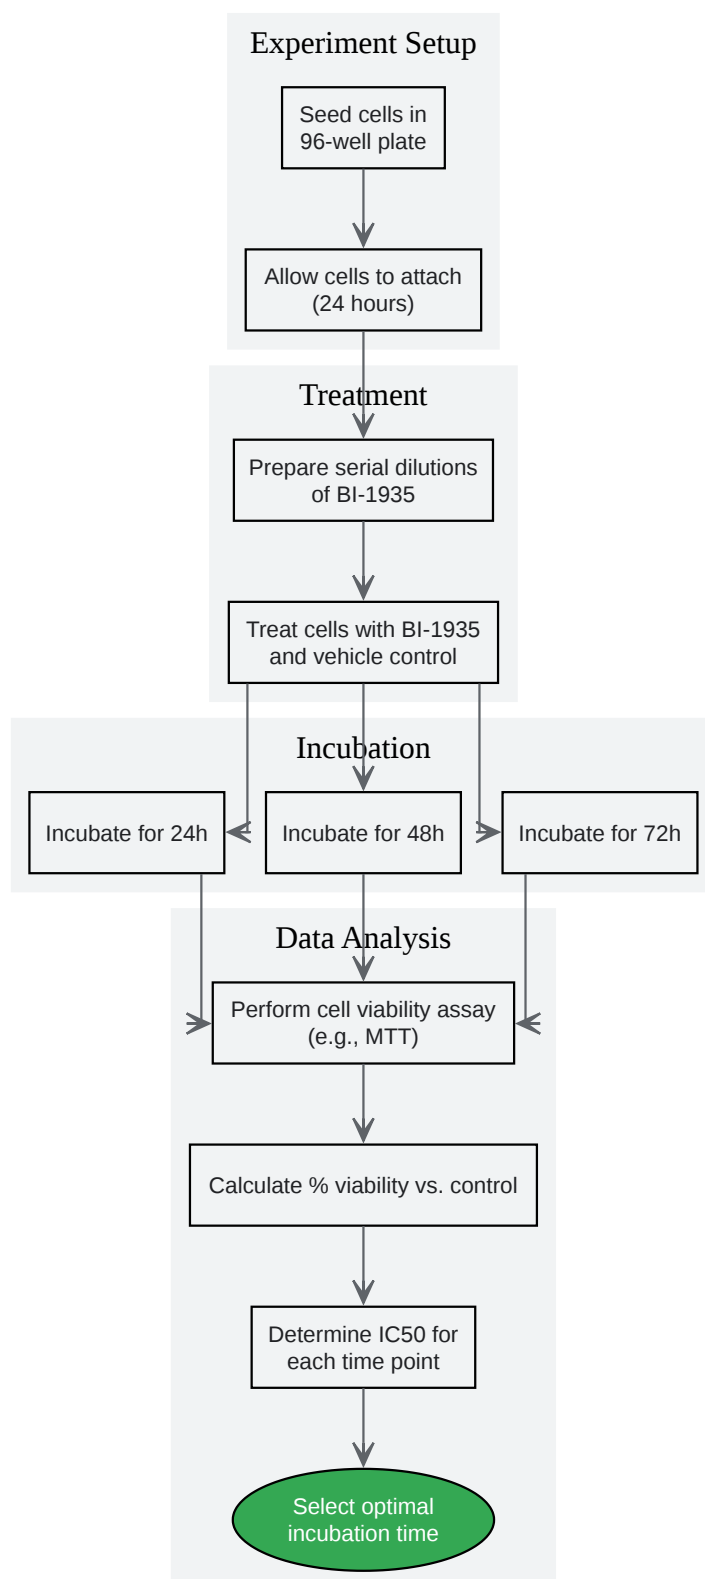 Experiment Setup
Seed cells in
96-well plate
Allow cells to attach
(24 hours)
Treatment
Prepare serial dilutions
of BI-1935
Treat cells with BI-1935
and vehicle control
Incubation
Incubate for 24h
Incubate for 48h
Incubate for 72h
Data Analysis
Perform cell viability assay
(e.g., MTT)
Calculate % viability vs. control
Determine IC50 for
each time point
Select optimal
incubation time